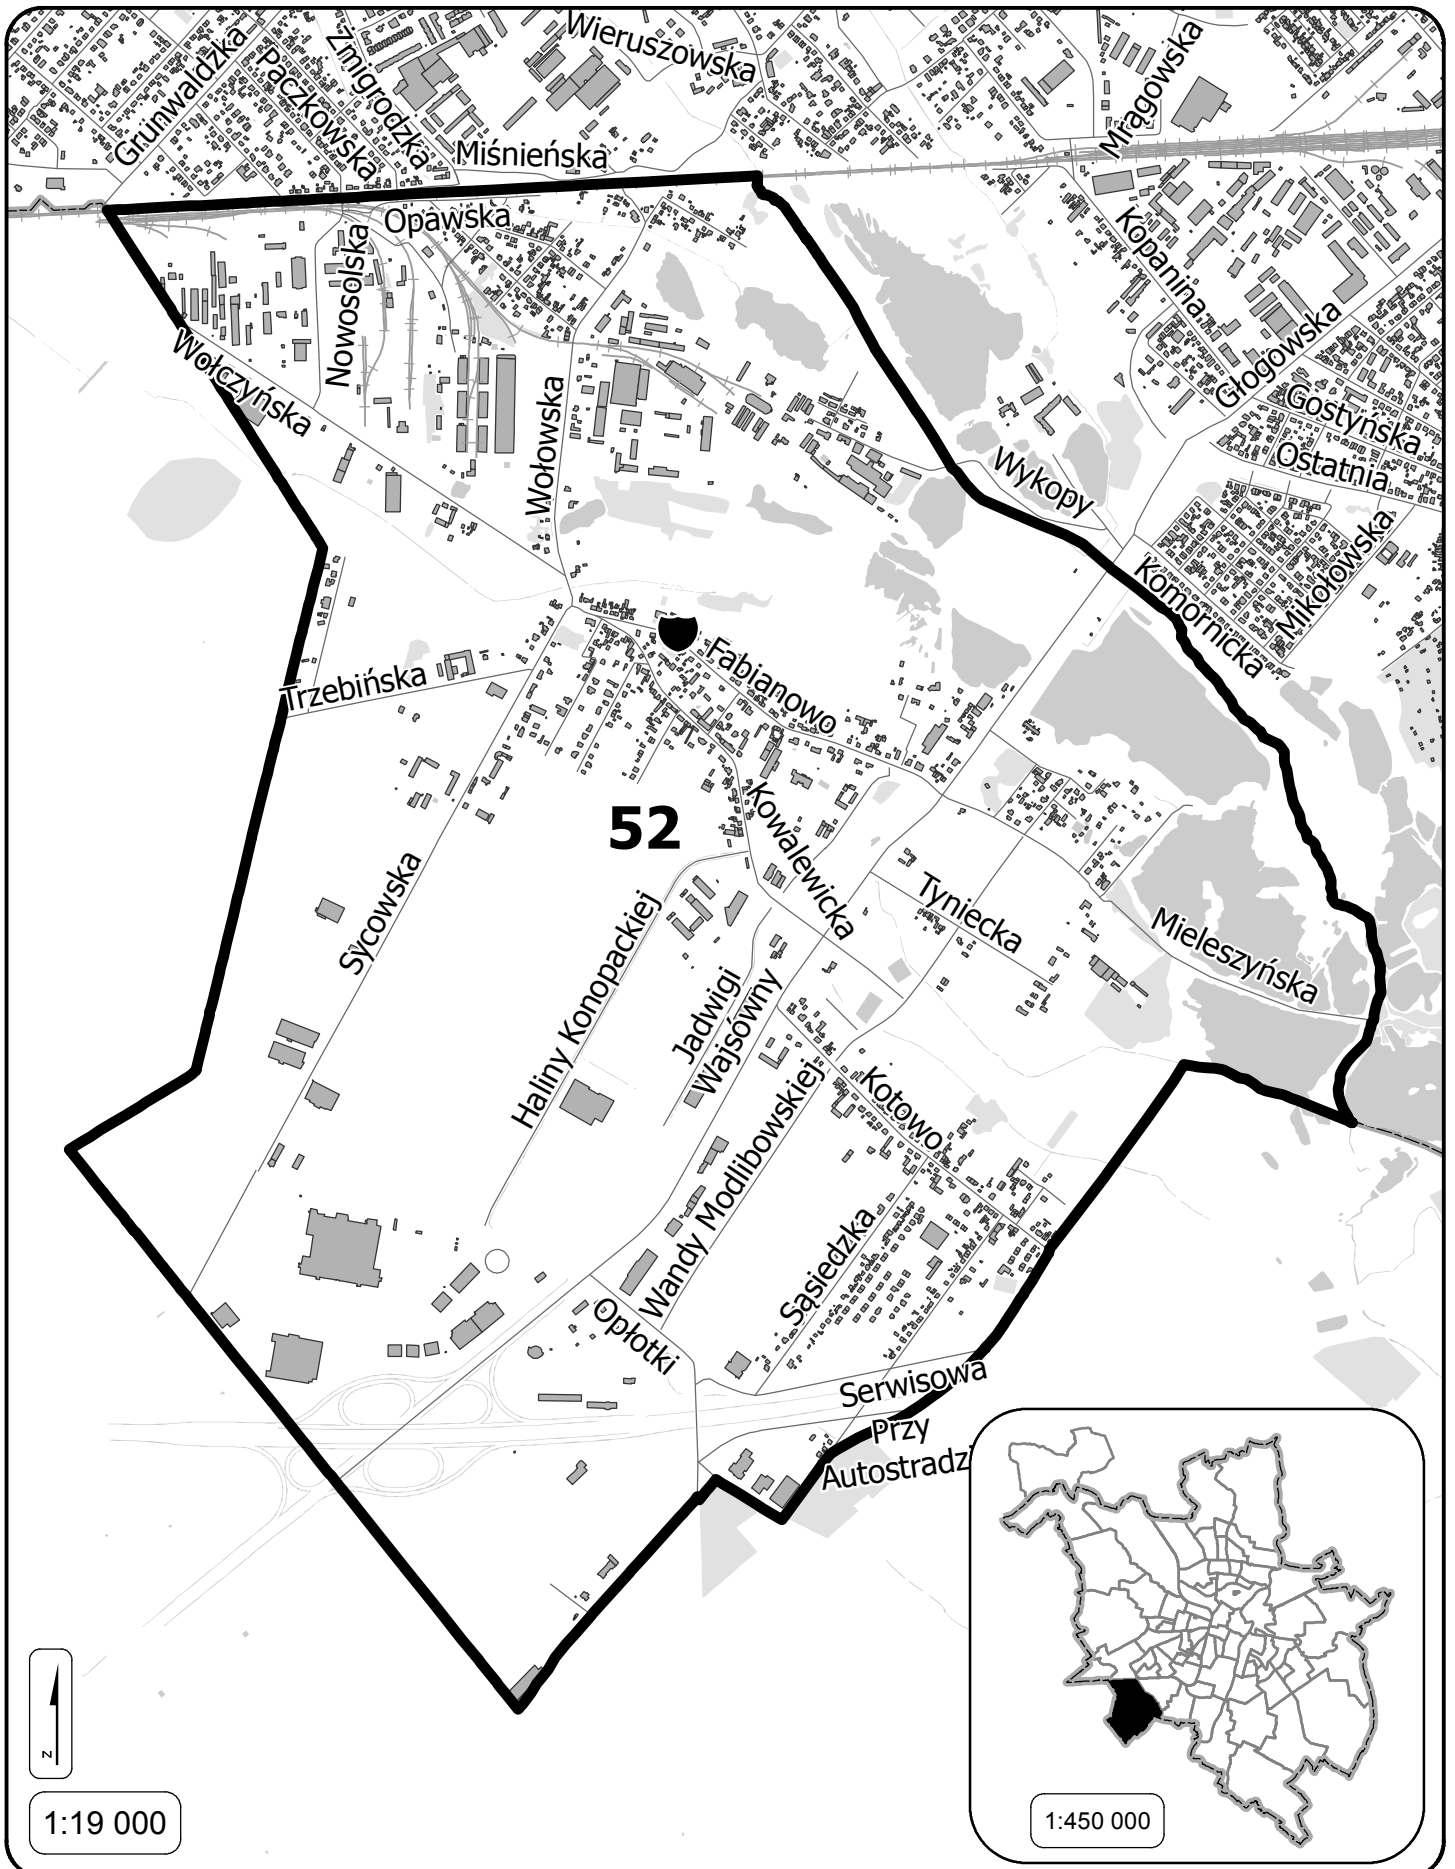 Grunwaldzka
Paczkowska
Żmigrodzka
Wieruszowska
Mrągowska
Miśnieńska
Opawska
Nowosolska
Kopanina
Głogowska
Gostyńska
Ostatnia
Wołczyńska
Wołowska
Wykopy
Komornicka
Mikołowska
Trzebińska
Fabianowo
52
Kowalewicka
Sycowska
Haliny Konopackiej
Tyniecka
Mieleszyńska
Jadwigi
Wajsówny
Wandy Modlibowskiej
Kotowo
Sąsiedzka
Opłotki
Serwisowa
Przy
Autostradzi
z
1:19 000
1:450 000